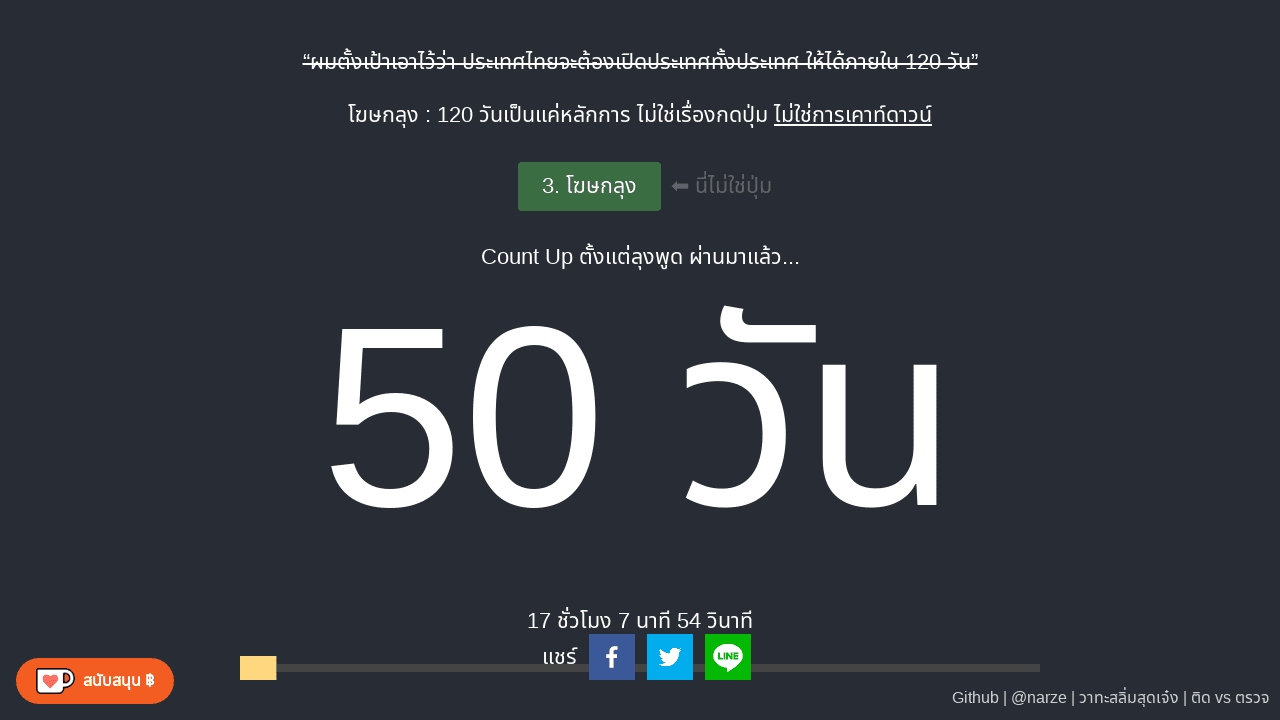 “ผมตั้งเป้าเอาไว้ว่า ประเทศไทยจะต้องเปิดประเทศทั้งประเทศ ให้ได้ภายใน 120 วัน”
โฆษกลุง : 120 วันเป็นแค่หลักการ ไม่ใช่เรื่องกดปุ่ม ไม่ใช่การเคาท์ดาวน์
3. โฆษกลุง ⬅ นี่ไม่ใช่ปุ่ม
Count Up ตั้งแต่ลุงพูด ผ่านมาแล้ว...
50 วัน
17 ชั่วโมง 7 นาที 54 วินาที
แชร์
LINE
สนับสนุน ฿
Github | @narze | วาทะสลิ่มสุดเจ๋ง | ติด vs ตรวจ